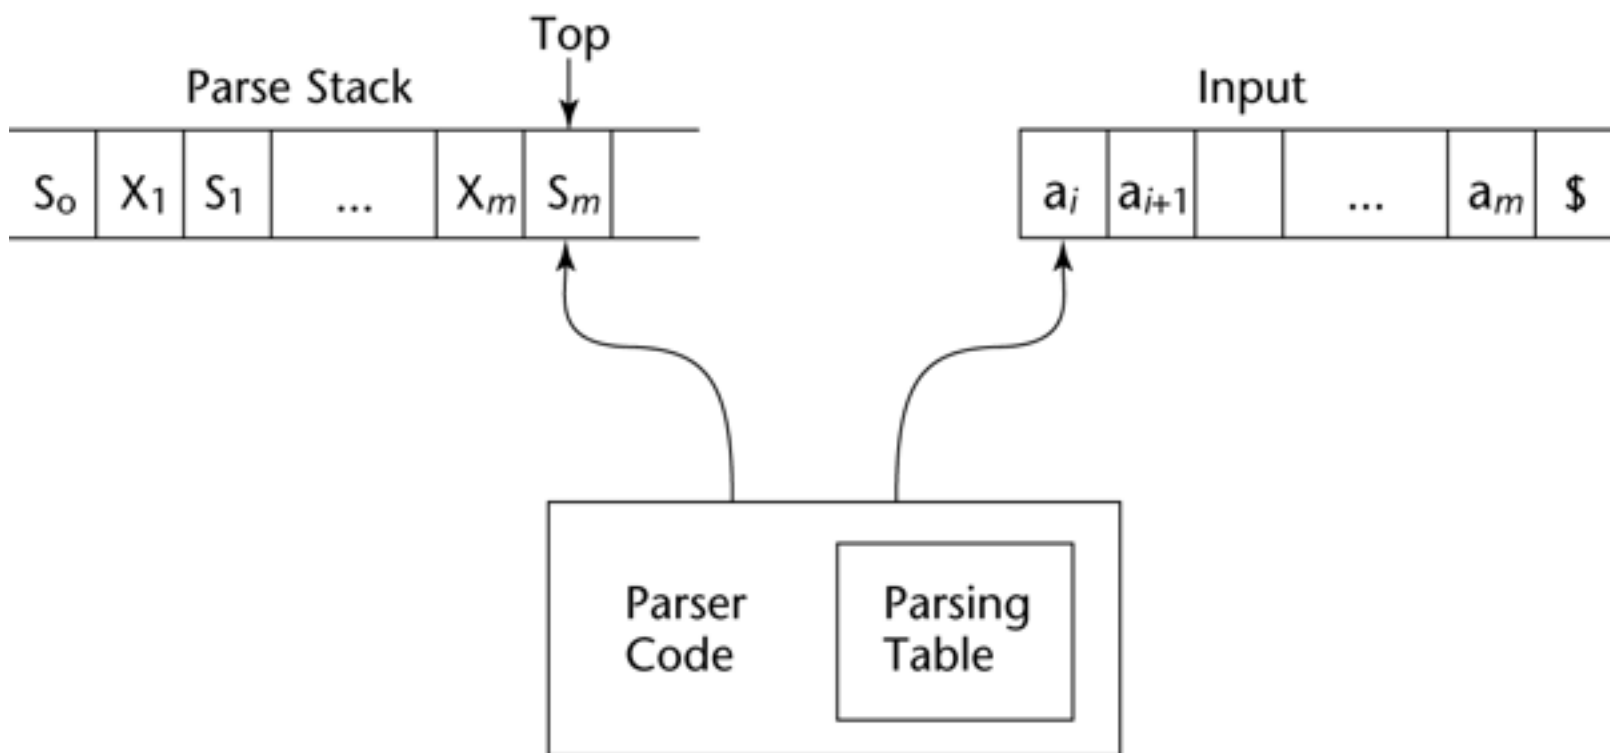 Top
Parse Stack
Input
S₀ X₁ S₁ ... Xₘ Sₘ
aᵢ aᵢ₊₁ ... aₘ $
Parser
Code
Parsing
Table